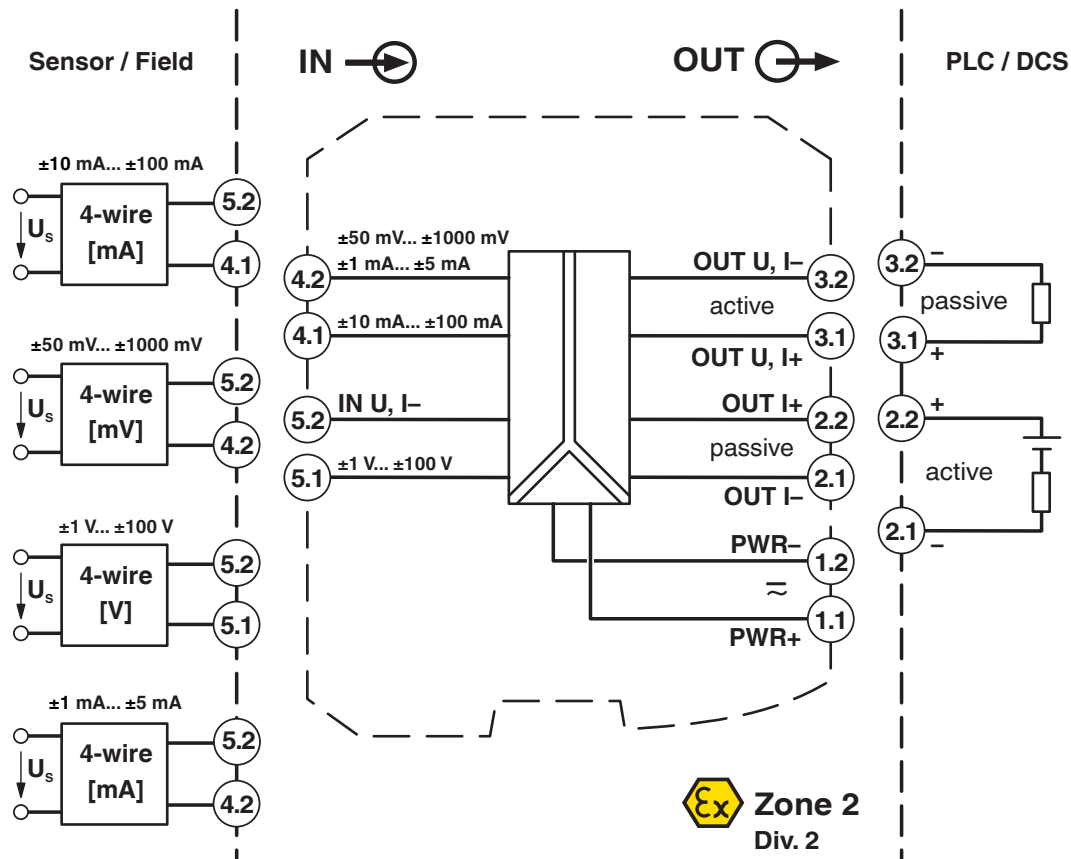 Sensor / Field
IN
OUT
PLC / DCS
±10 mA... ±100 mA
4-wire
[mA]
Us
5.2
4.1
±50 mV... ±1000 mV
4-wire
[mV]
Us
5.2
4.2
±1 V... ±100 V
4-wire
[V]
Us
5.2
5.1
±1 mA... ±5 mA
4-wire
[mA]
Us
5.2
4.2
±50 mV... ±1000 mV
4.2
±1 mA... ±5 mA
4.1
±10 mA... ±100 mA
5.2
IN U, I–
5.1
±1 V... ±100 V
OUT U, I–
3.2
active
3.1
OUT U, I+
OUT I+
2.2
passive
2.1
OUT I–
PWR–
1.2
1.1
PWR+
3.2
–
passive
3.1
+
2.2
+
active
2.1
–
Ex
Zone 2
Div. 2